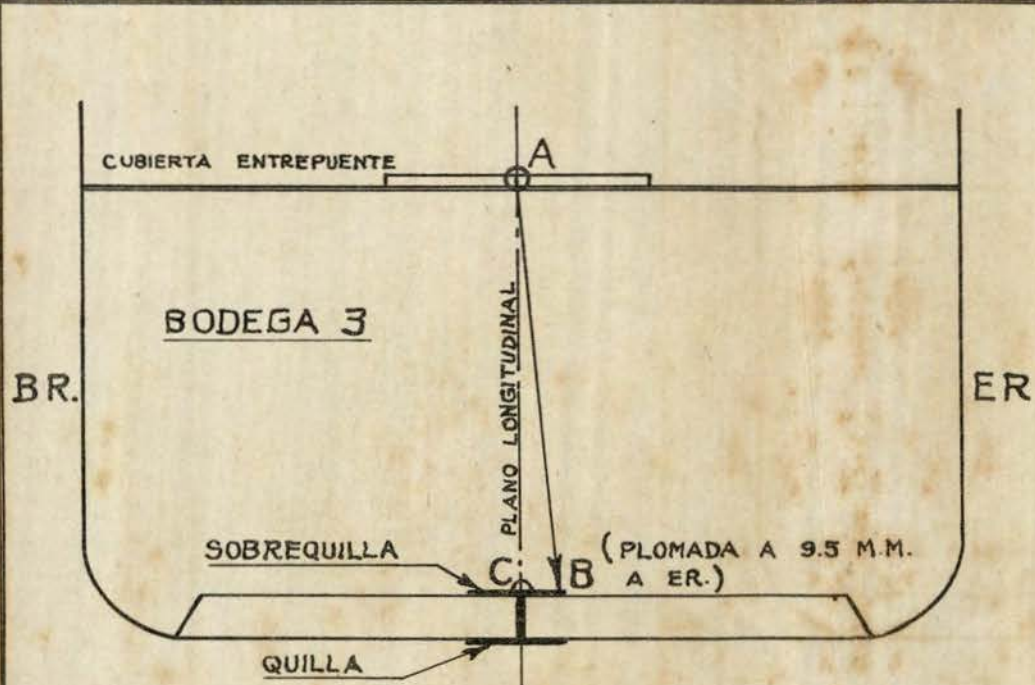 CUBIERTA ENTREPUENTE
A
BODEGA 3
PLANO LONGITUDINAL
BR.
ER
SOBREQUILLA
C
B
(PLOMADA A 9.5 M.M.
A ER.)
QUILLA